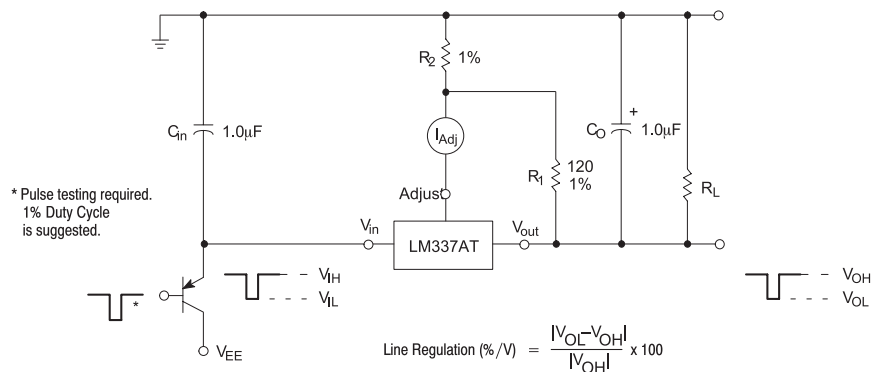 R2 1%
Cin 1.0μF
IAdj
CO + 1.0μF
R1 120 1%
RL
Adjust
* Pulse testing required.
1% Duty Cycle
is suggested.
Vin
LM337AT
Vout
VIH
VIL
*
VEE
VOH
VOL
Line Regulation (%/V) = |VOL–VOH| / |VOH| x 100